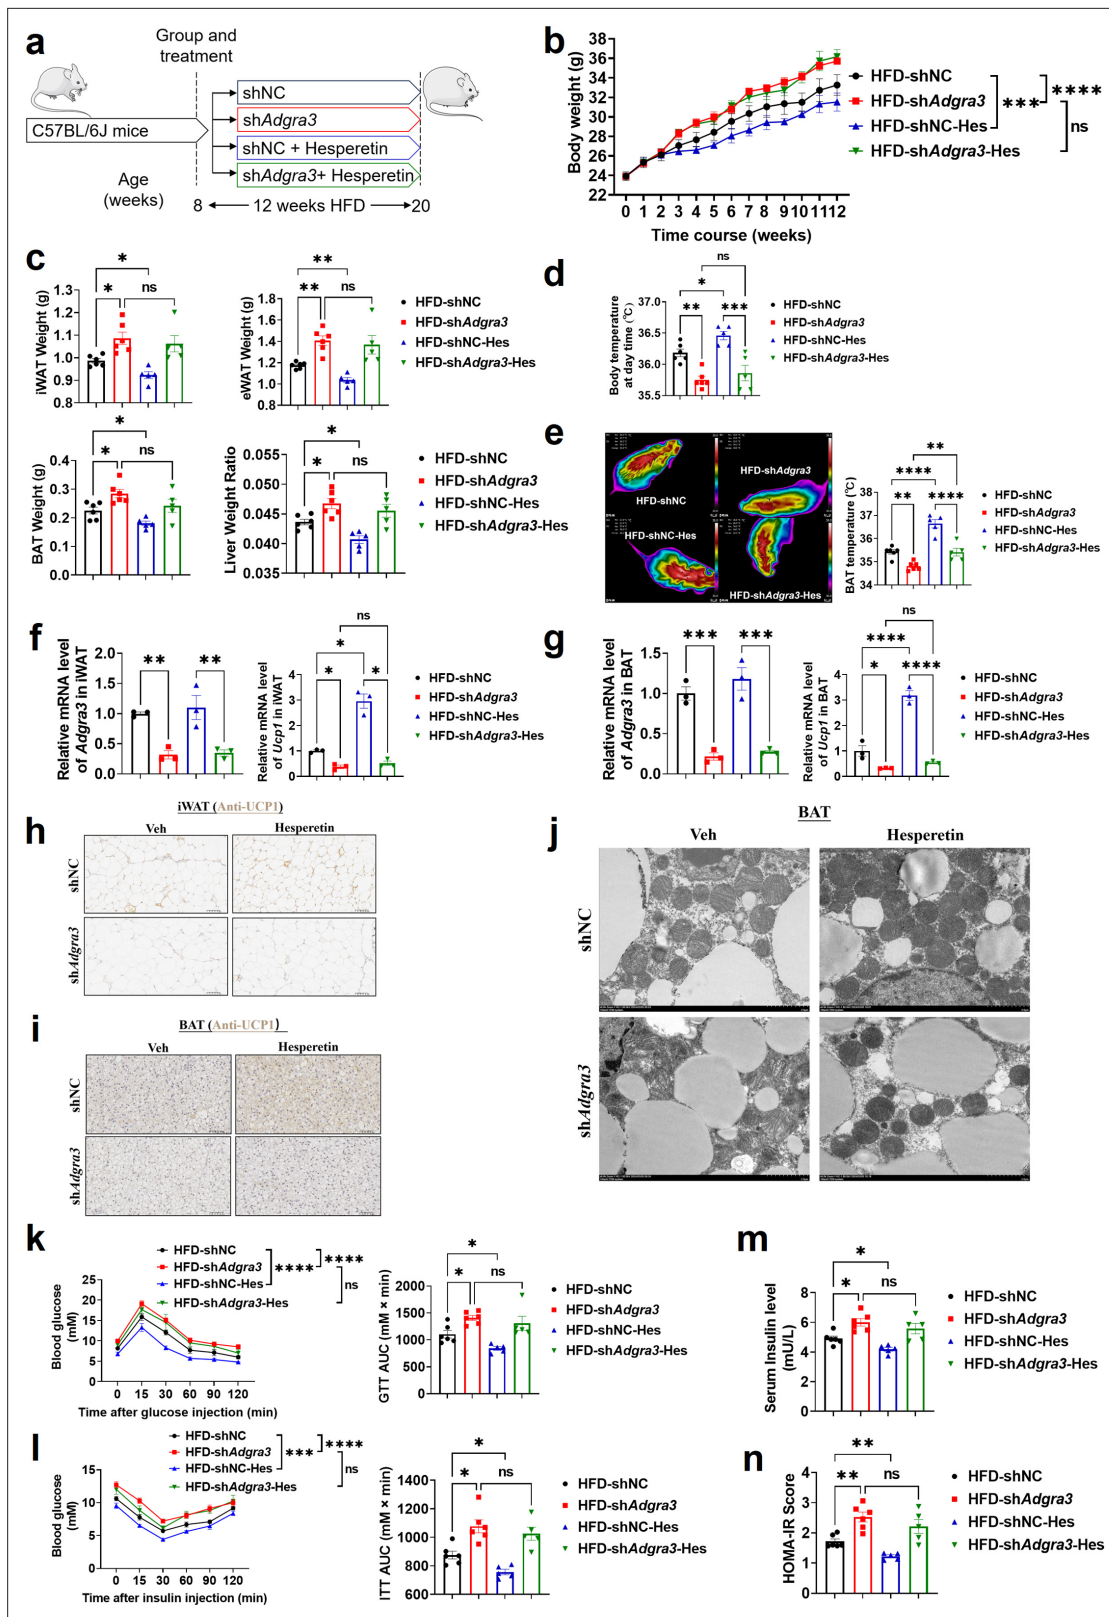 a
Group and
treatment
C57BL/6J mice
shNC
shAdgra3
shNC + Hesperetin
shAdgra3+ Hesperetin
Age
(weeks)
8
12 weeks HFD
20
b
Body weight (g)
38
36
34
32
30
28
26
24
22
0 1 2 3 4 5 6 7 8 9 10 11 12
Time course (weeks)
HFD-shNC
HFD-shAdgra3
HFD-shNC-Hes
HFD-shAdgra3-Hes
***
****
ns
c
iWAT Weight (g)
1.3
1.2
1.1
1.0
0.9
0.8
*
*
ns
eWAT Weight (g)
1.8
1.6
1.4
1.2
1.0
0.8
**
**
ns
HFD-shNC
HFD-shAdgra3
HFD-shNC-Hes
HFD-shAdgra3-Hes
BAT Weight (g)
0.4
0.3
0.2
0.1
0.0
*
*
ns
Liver Weight Ratio
0.055
0.050
0.045
0.040
0.035
*
*
ns
HFD-shNC
HFD-shAdgra3
HFD-shNC-Hes
HFD-shAdgra3-Hes
d
Body temperature
at day time (°C)
37.0
36.5
36.0
35.5
ns
*
**
***
HFD-shNC
HFD-shAdgra3
HFD-shNC-Hes
HFD-shAdgra3-Hes
e
HFD-shNC
HFD-shAdgra3
HFD-shNC-Hes
HFD-shAdgra3-Hes
BAT temperature (°C)
38
37
36
35
34
**
****
**
****
HFD-shNC
HFD-shAdgra3
HFD-shNC-Hes
HFD-shAdgra3-Hes
f
Relative mRNA level
of Adgra3 in iWAT
2.0
1.5
1.0
0.5
0.0
**
**
Relative mRNA level
of Ucp1 in iWAT
4
3
2
1
0
ns
*
*
*
HFD-shNC
HFD-shAdgra3
HFD-shNC-Hes
HFD-shAdgra3-Hes
g
Relative mRNA level
of Adgra3 in BAT
1.5
1.0
0.5
0.0
***
***
Relative mRNA level
of Ucp1 in BAT
4
3
2
1
0
ns
****
*
****
HFD-shNC
HFD-shAdgra3
HFD-shNC-Hes
HFD-shAdgra3-Hes
h
iWAT (Anti-UCP1)
Veh
Hesperetin
shNC
shAdgra3
i
BAT (Anti-UCP1)
Veh
Hesperetin
shNC
shAdgra3
j
BAT
Veh
Hesperetin
shNC
shAdgra3
k
HFD-shNC
HFD-shAdgra3
HFD-shNC-Hes
HFD-shAdgra3-Hes
****
****
ns
Blood glucose
(mM)
25
20
15
10
5
0
0 15 30 60 90 120
Time after glucose injection (min)
GTT AUC (mM × min)
2000
1500
1000
500
0
*
*
ns
HFD-shNC
HFD-shAdgra3
HFD-shNC-Hes
HFD-shAdgra3-Hes
l
HFD-shNC
HFD-shAdgra3
HFD-shNC-Hes
HFD-shAdgra3-Hes
***
****
ns
Blood glucose
(mM)
15
10
5
0
0 15 30 60 90 120
Time after insulin injection (min)
ITT AUC (mM × min)
1400
1200
1000
800
600
*
*
ns
HFD-shNC
HFD-shAdgra3
HFD-shNC-Hes
HFD-shAdgra3-Hes
m
Serum Insulin level
(mU/L)
8
6
4
2
0
*
*
ns
HFD-shNC
HFD-shAdgra3
HFD-shNC-Hes
HFD-shAdgra3-Hes
n
HOMA-IR Score
4
3
2
1
0
**
**
ns
HFD-shNC
HFD-shAdgra3
HFD-shNC-Hes
HFD-shAdgra3-Hes